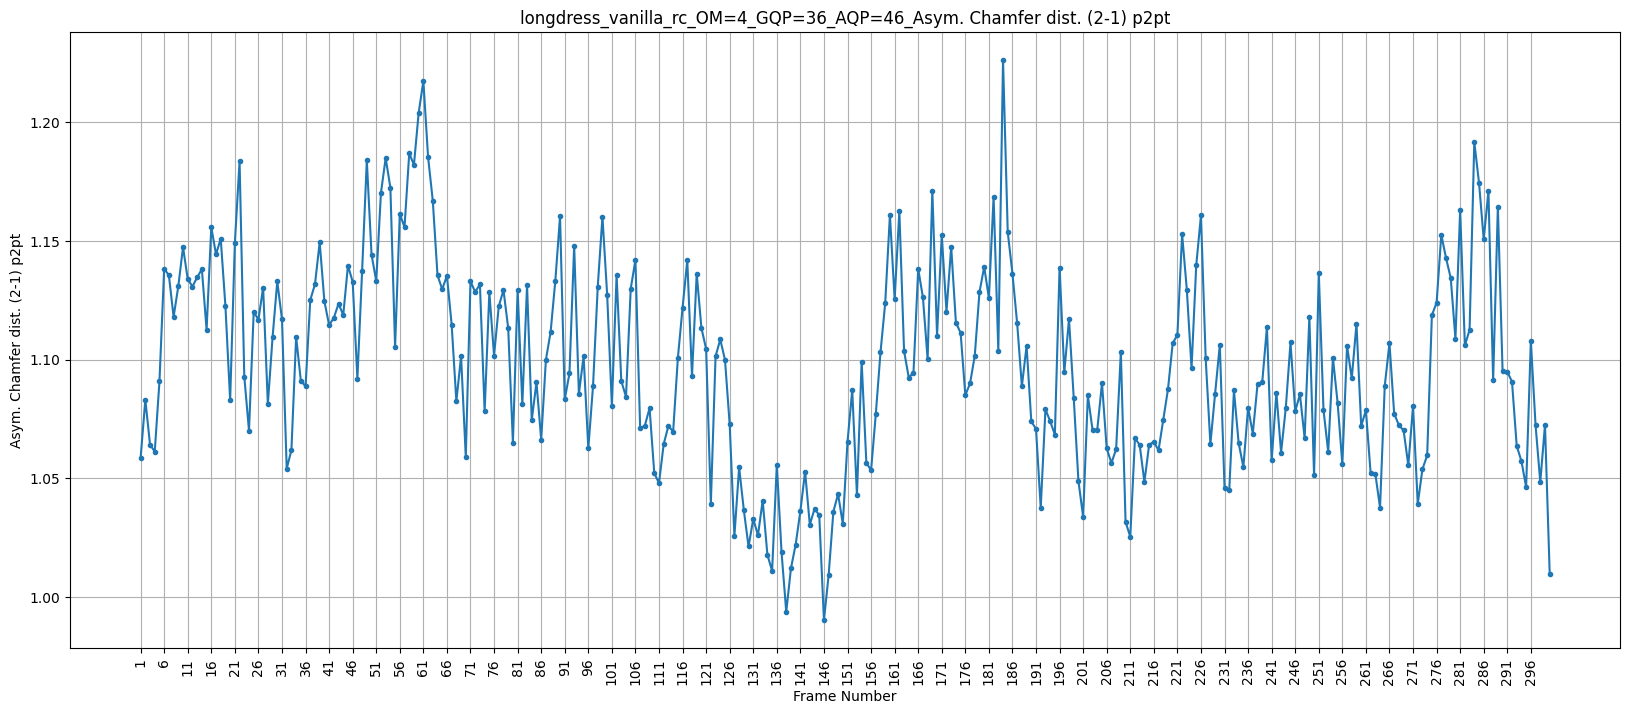 longdress_vanilla_rc_OM=4_GQP=36_AQP=46_Asym. Chamfer dist. (2-1) p2pt
Asym. Chamfer dist. (2-1) p2pt
1.20
1.15
1.10
1.05
1.00
1 6 11 16 21 26 31 36 41 46 51 56 61 66 71 76 81 86 91 96 101 106 111 116 121 126 131 136 141 146 151 156 161 166 171 176 181 186 191 196 201 206 211 216 221 226 231 236 241 246 251 256 261 266 271 276 281 286 291 296
Frame Number